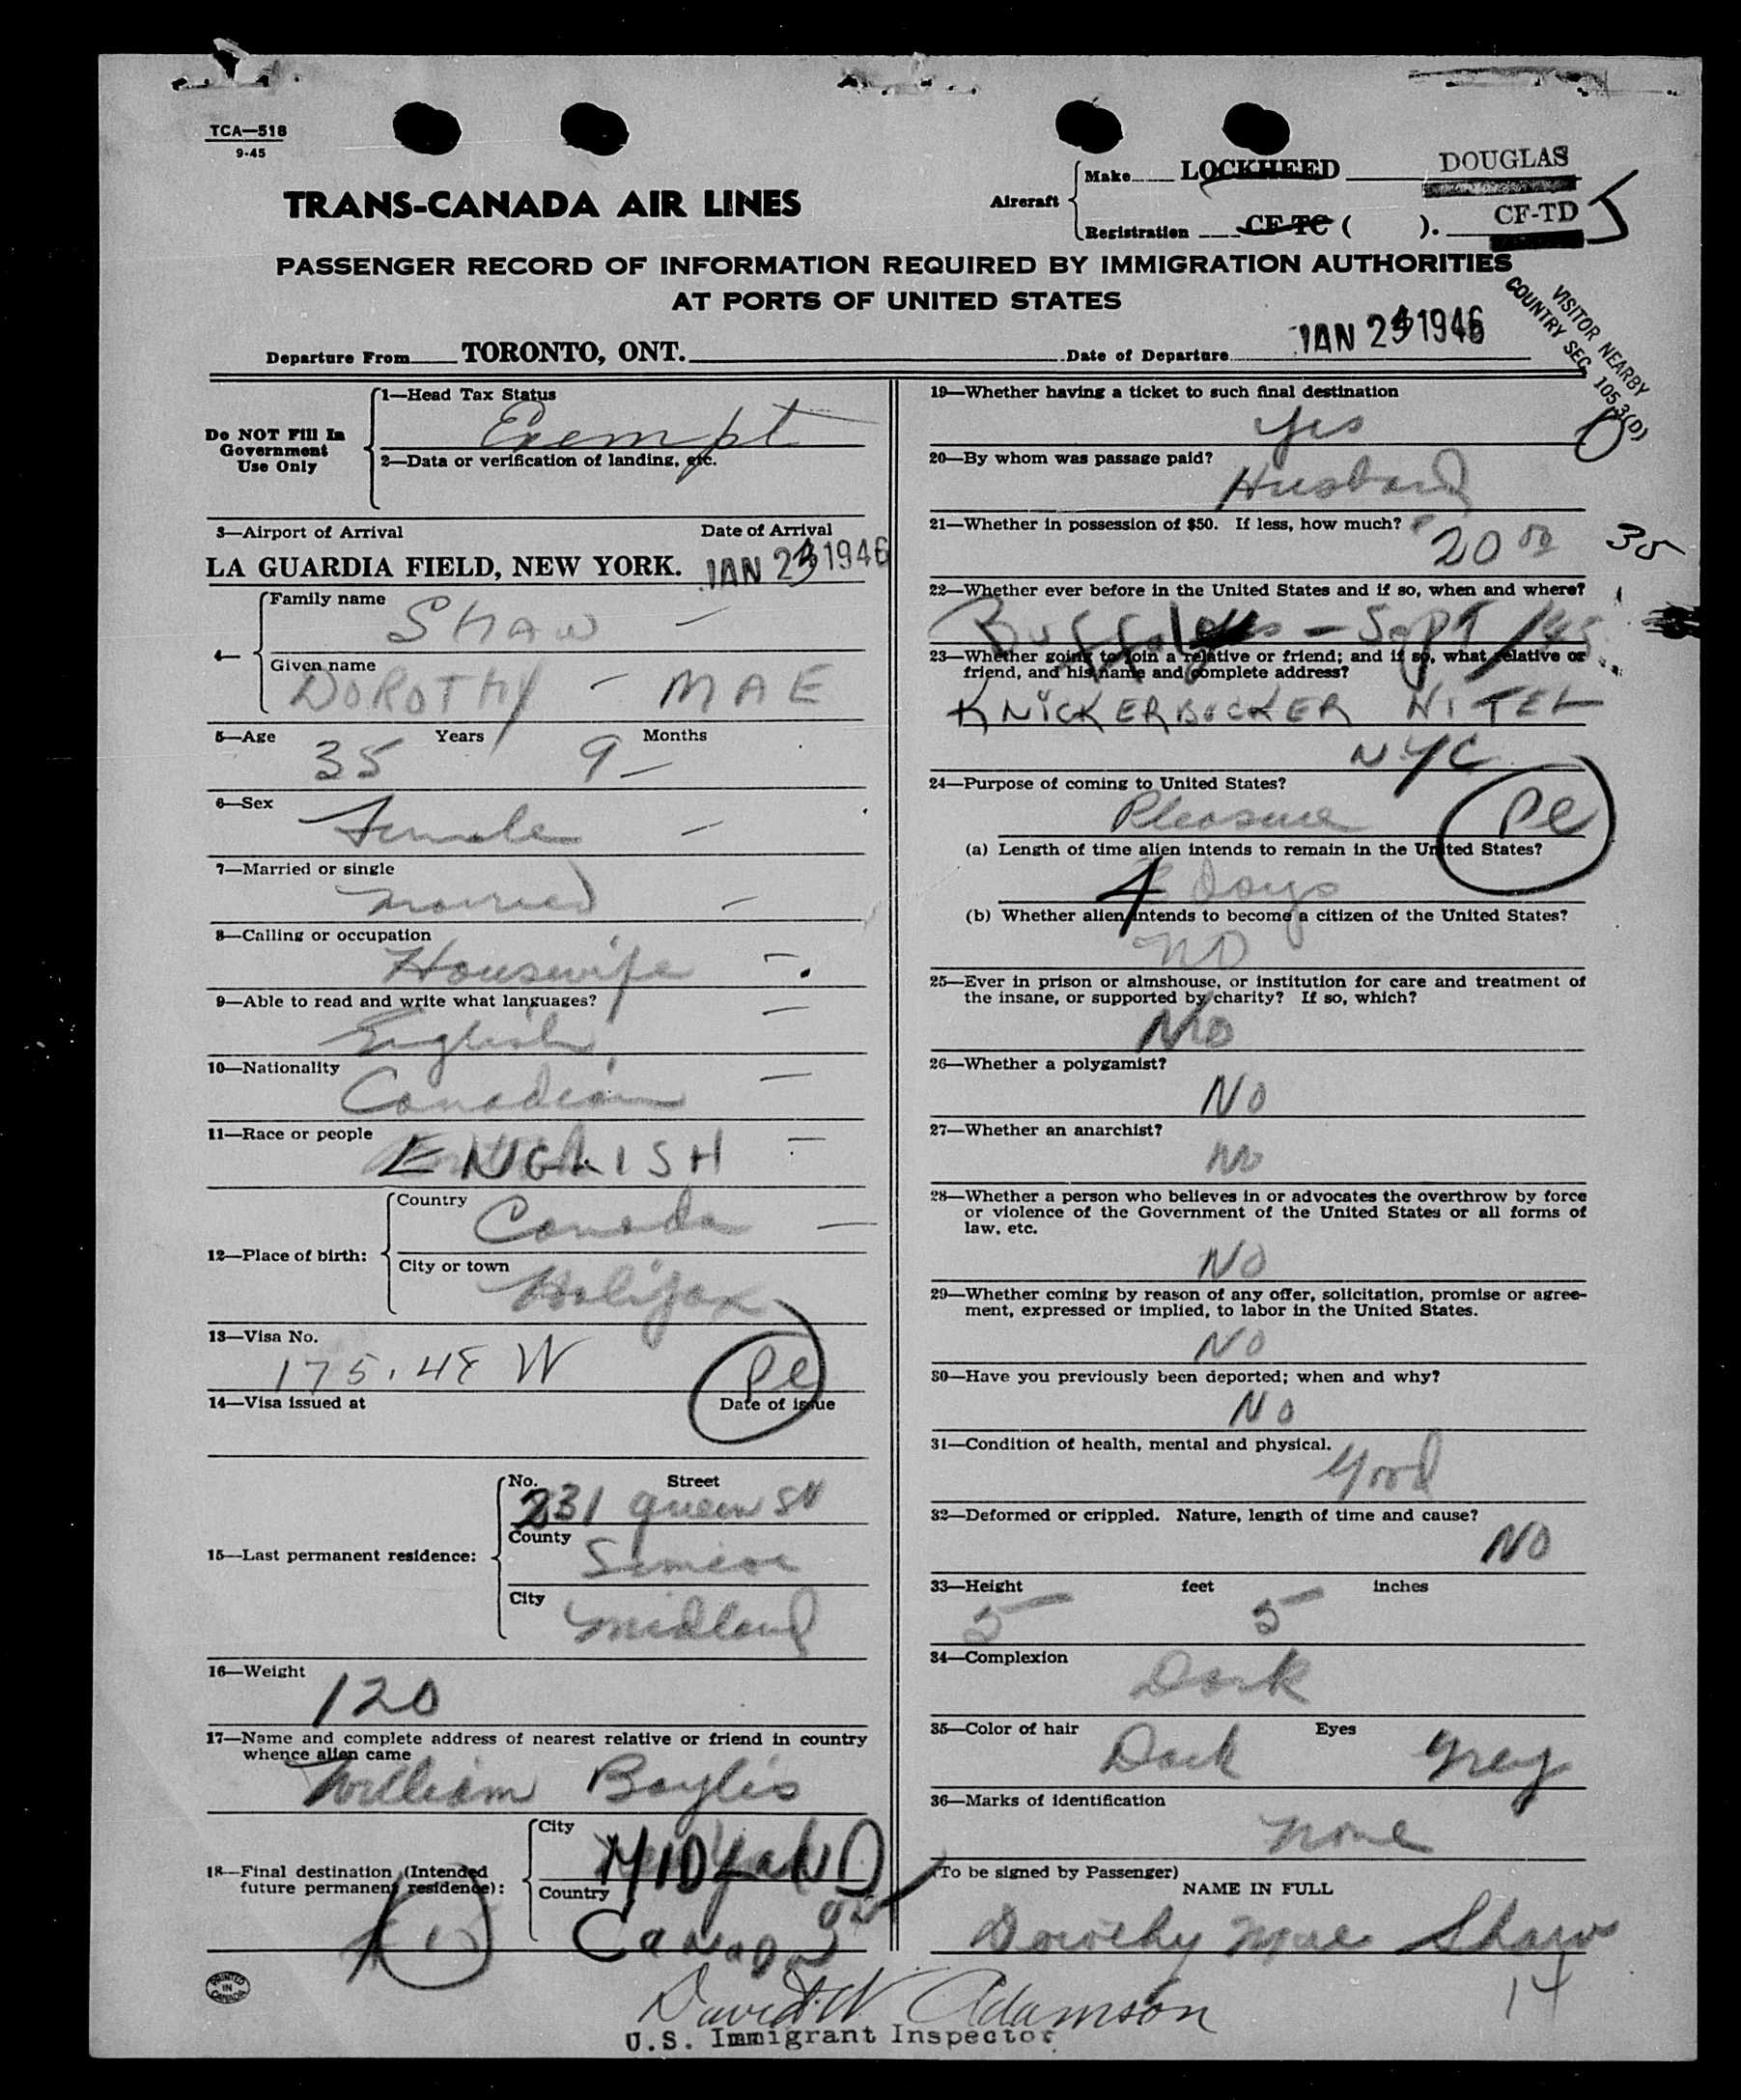 TCA—518
9-45
TRANS-CANADA AIR LINES
Aircraft
Make LOCKHEED DOUGLAS
Registration CF-TC ( ). CF-TD
PASSENGER RECORD OF INFORMATION REQUIRED BY IMMIGRATION AUTHORITIES
AT PORTS OF UNITED STATES
VISITOR NEARBY
COUNTRY SEC. 105.3(D)
Departure From TORONTO, ONT. Date of Departure JAN 24 1946
Do NOT Fill In
Government
Use Only
1—Head Tax Status
Exempt
2—Data or verification of landing, etc.
3—Airport of Arrival Date of Arrival
LA GUARDIA FIELD, NEW YORK. JAN 24 1946
4—
Family name
SHAW —
Given name
DOROTHY - MAE
5—Age 35 Years 9 Months
6—Sex
Female —
7—Married or single
married —
8—Calling or occupation
Housewife —
9—Able to read and write what languages?
English —
10—Nationality
Canadian —
11—Race or people
ENGLISH —
12—Place of birth:
Country
Canada —
City or town
Halifax
13—Visa No.
175.48 W Pl
14—Visa issued at Date of issue
15—Last permanent residence:
No. Street
231 Queen St
County
Simcoe
City
Midland
16—Weight
120
17—Name and complete address of nearest relative or friend in country
whence alien came
William Baylis
18—Final destination (Intended
future permanent residence):
City
MIDLAND
Country
Canada
19—Whether having a ticket to such final destination
Yes
20—By whom was passage paid?
Husband
21—Whether in possession of $50. If less, how much?
$20 00 35
22—Whether ever before in the United States and if so, when and where?
Buffalo - Sept /45
23—Whether going to join a relative or friend; and if so, what relative or
friend, and his name and complete address?
KNICKERBOCKER HOTEL
NYC
24—Purpose of coming to United States?
Pleasure Pl
(a) Length of time alien intends to remain in the United States?
4 Days
(b) Whether alien intends to become a citizen of the United States?
NO
25—Ever in prison or almshouse, or institution for care and treatment of
the insane, or supported by charity? If so, which?
No
26—Whether a polygamist?
No
27—Whether an anarchist?
No
28—Whether a person who believes in or advocates the overthrow by force
or violence of the Government of the United States or all forms of
law, etc.
No
29—Whether coming by reason of any offer, solicitation, promise or agree-
ment, expressed or implied, to labor in the United States.
No
30—Have you previously been deported; when and why?
No
31—Condition of health, mental and physical.
Good
32—Deformed or crippled. Nature, length of time and cause?
NO
33—Height feet inches
5 5
34—Complexion
Dark
35—Color of hair Eyes
Dark Grey
36—Marks of identification
None
(To be signed by Passenger)
NAME IN FULL
Dorothy Mae Shaw
14
PRINTED IN CANADA
David W Adamson
U.S. Immigrant Inspector